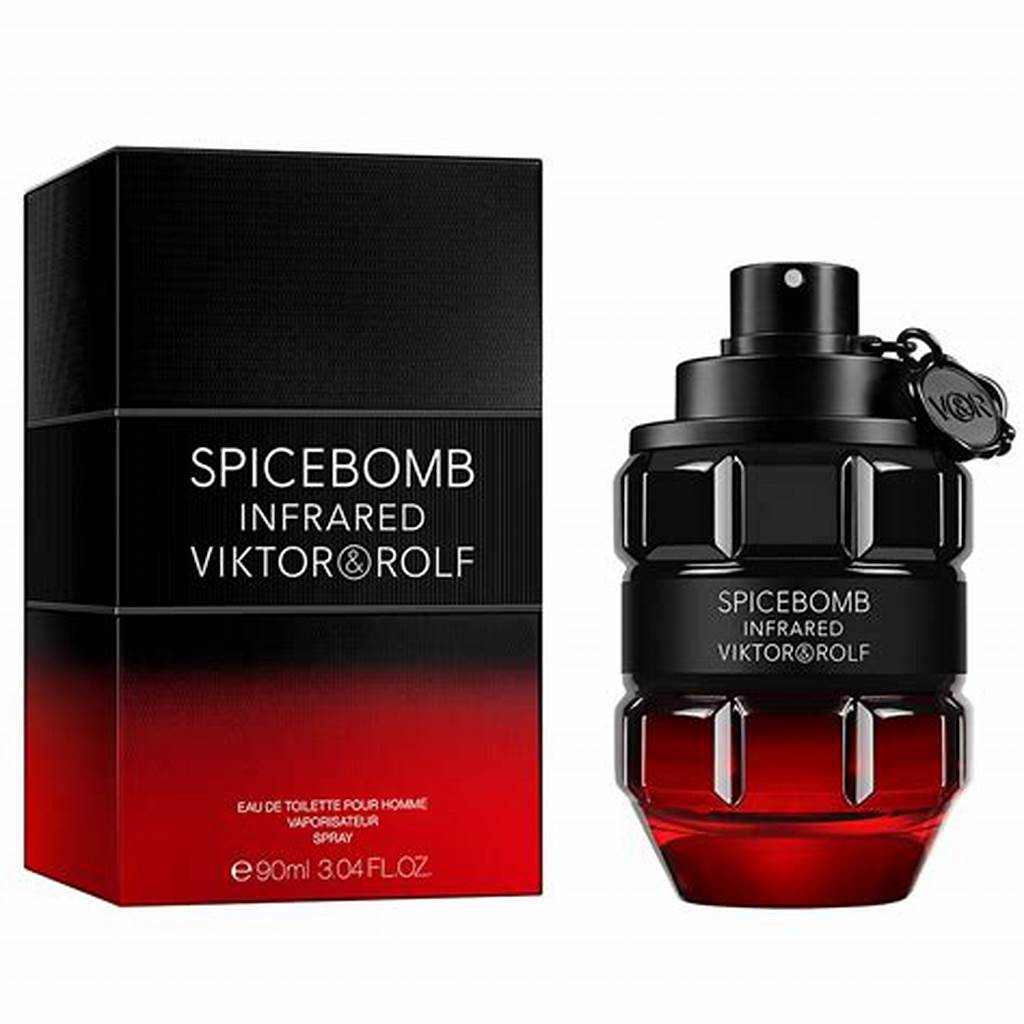 SPICEBOMB
INFRARED
VIKTOR&ROLF
EAU DE TOILETTE POUR HOMME
VAPORISATEUR
SPRAY
℮90ml 3.04 FL.OZ.
V&R
SPICEBOMB
INFRARED
VIKTOR&ROLF